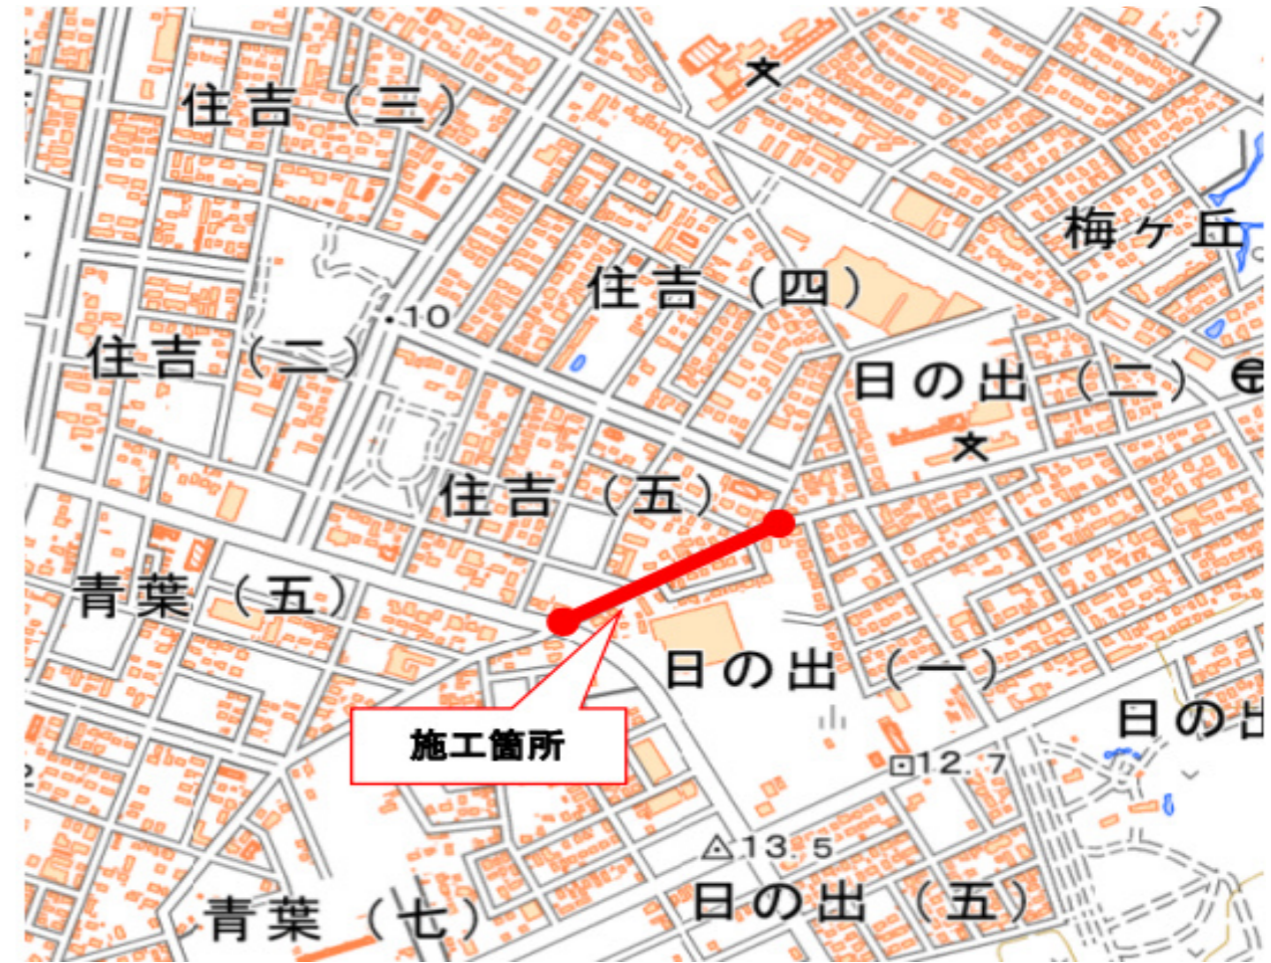 住吉（三）
梅ヶ丘
住吉（四）
・10
住吉（二）
日の出（二）
住吉（五）
青葉（五）
日の出（一）
日の出
施工箇所
12.7
13.5
日の出（五）
青葉（七）